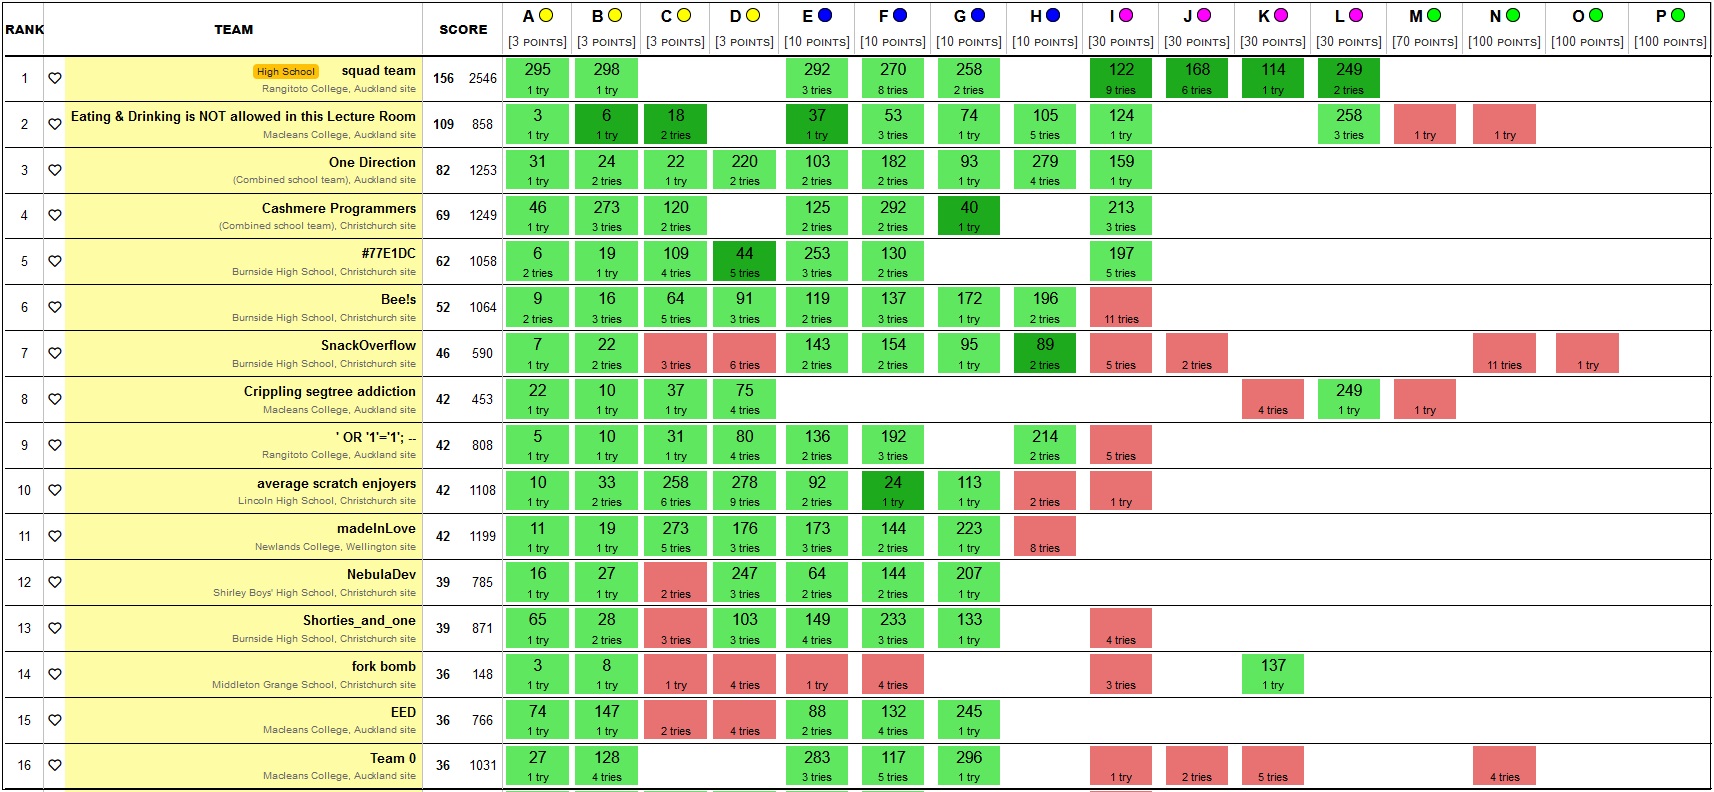 RANK TEAM SCORE A B C D E F G H I J K L M N O P
[3 POINTS] [3 POINTS] [3 POINTS] [3 POINTS] [10 POINTS] [10 POINTS] [10 POINTS] [10 POINTS] [30 POINTS] [30 POINTS] [30 POINTS] [30 POINTS] [70 POINTS] [100 POINTS] [100 POINTS] [100 POINTS]
1 High School squad team 156 2546 295 298 292 270 258 122 168 114 249
Rangitoto College, Auckland site 1 try 1 try 3 tries 8 tries 2 tries 9 tries 6 tries 1 try 2 tries
2 Eating & Drinking is NOT allowed in this Lecture Room 109 858 3 6 18 37 53 74 105 124 258
Macleans College, Auckland site 1 try 1 try 2 tries 1 try 3 tries 1 try 5 tries 1 try 3 tries 1 try 1 try
3 One Direction 82 1253 31 24 22 220 103 182 93 279 159
(Combined school team), Auckland site 1 try 2 tries 1 try 2 tries 2 tries 2 tries 1 try 4 tries 1 try
4 Cashmere Programmers 69 1249 46 273 120 125 292 40 213
(Combined school team), Christchurch site 1 try 3 tries 2 tries 2 tries 2 tries 1 try 3 tries
5 #77E1DC 62 1058 6 19 109 44 253 130 197
Burnside High School, Christchurch site 2 tries 1 try 4 tries 5 tries 3 tries 2 tries 5 tries
6 Bee!s 52 1064 9 16 64 91 119 137 172 196
Burnside High School, Christchurch site 2 tries 3 tries 5 tries 3 tries 2 tries 3 tries 1 try 2 tries 11 tries
7 SnackOverflow 46 590 7 22 143 154 95 89
Burnside High School, Christchurch site 1 try 2 tries 3 tries 6 tries 2 tries 2 tries 1 try 2 tries 5 tries 2 tries 11 tries 1 try
8 Crippling segtree addiction 42 453 22 10 37 75 249
Macleans College, Auckland site 1 try 1 try 1 try 4 tries 4 tries 1 try 1 try
9 ' OR '1'='1'; -- 42 808 5 10 31 80 136 192 214
Rangitoto College, Auckland site 1 try 1 try 1 try 4 tries 2 tries 3 tries 2 tries 5 tries
10 average scratch enjoyers 42 1108 10 33 258 278 92 24 113
Lincoln High School, Christchurch site 1 try 2 tries 6 tries 9 tries 2 tries 1 try 1 try 2 tries 1 try
11 madeInLove 42 1199 11 19 273 176 173 144 223
Newlands College, Wellington site 1 try 1 try 5 tries 3 tries 3 tries 2 tries 1 try 8 tries
12 NebulaDev 39 785 16 27 247 64 144 207
Shirley Boys' High School, Christchurch site 1 try 1 try 2 tries 3 tries 2 tries 2 tries 1 try
13 Shorties_and_one 39 871 65 28 103 149 233 133
Burnside High School, Christchurch site 1 try 2 tries 3 tries 3 tries 4 tries 3 tries 1 try 4 tries
14 fork bomb 36 148 3 8 137
Middleton Grange School, Christchurch site 1 try 1 try 1 try 4 tries 1 try 4 tries 3 tries 1 try
15 EED 36 766 74 147 88 132 245
Macleans College, Auckland site 1 try 1 try 2 tries 4 tries 2 tries 4 tries 1 try
16 Team 0 36 1031 27 128 283 117 296
Macleans College, Auckland site 1 try 4 tries 3 tries 5 tries 1 try 1 try 2 tries 5 tries 4 tries